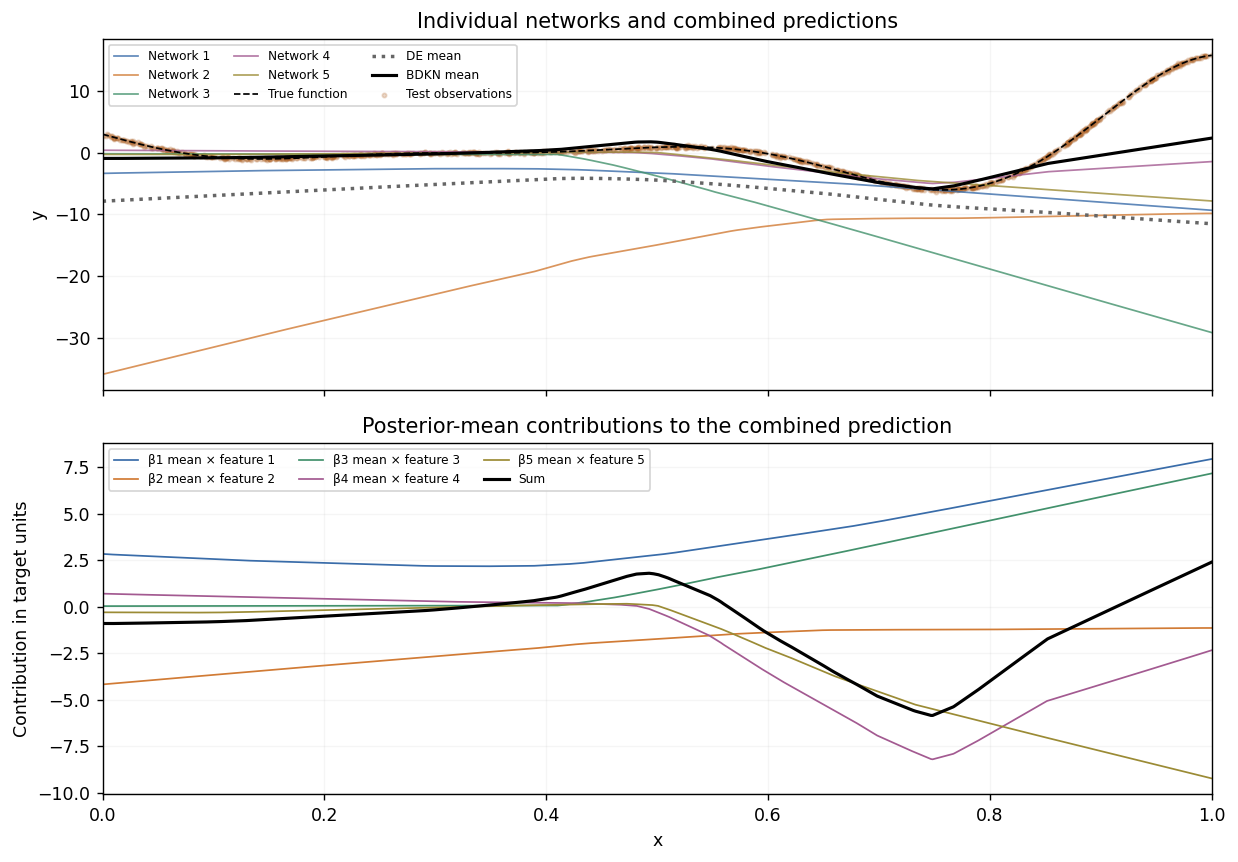 Individual networks and combined predictions
Network 1
Network 2
Network 3
Network 4
Network 5
True function
DE mean
BDKN mean
Test observations
10
0
−10
−20
−30
y
Posterior-mean contributions to the combined prediction
β1 mean × feature 1
β2 mean × feature 2
β3 mean × feature 3
β4 mean × feature 4
β5 mean × feature 5
Sum
7.5
5.0
2.5
0.0
−2.5
−5.0
−7.5
−10.0
Contribution in target units
0.0 0.2 0.4 0.6 0.8 1.0
x